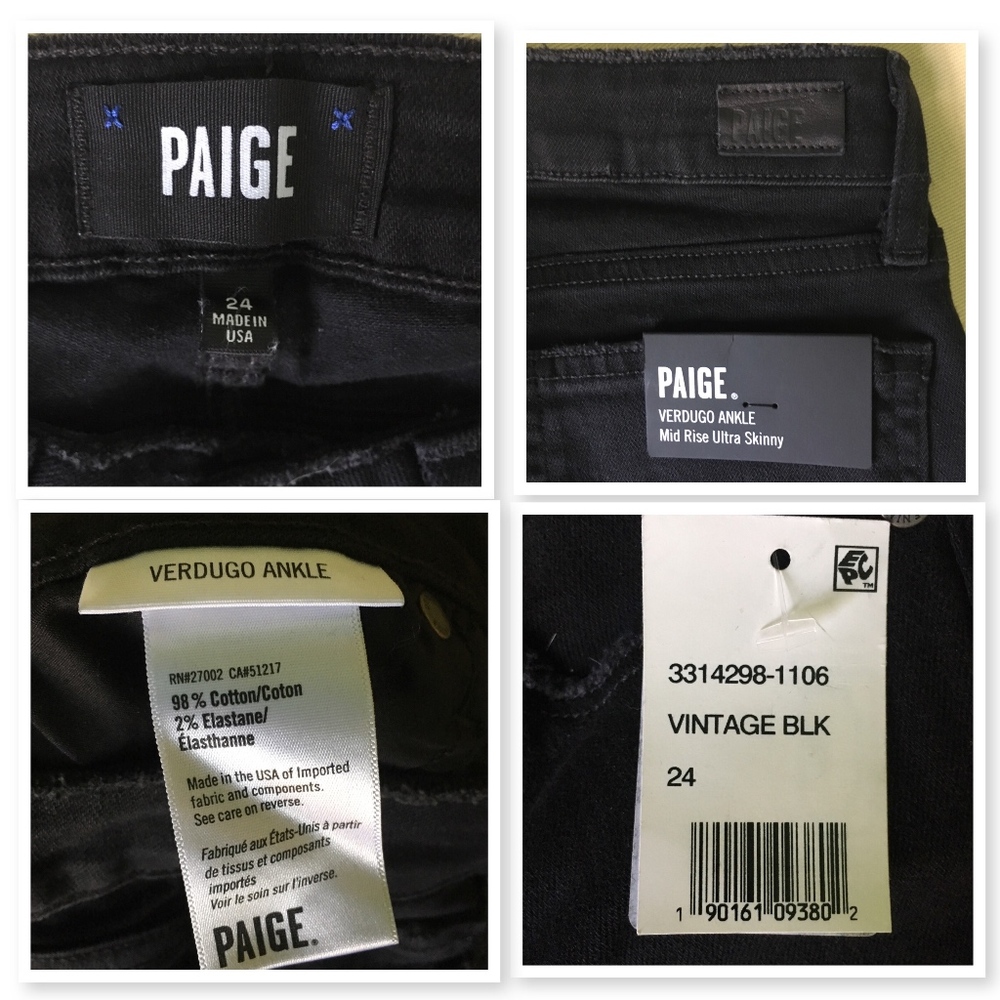 PAIGE
24
MADE IN
USA
PAIGE
PAIGE®
VERDUGO ANKLE
Mid Rise Ultra Skinny
VERDUGO ANKLE
RN#27002 CA#51217
98% Cotton/Coton
2% Elastane/
Élasthanne
Made in the USA of Imported
fabric and components.
See care on reverse.
Fabriqué aux États-Unis à partir
de tissus et composants
importés
Voir le soin sur l'inverse.
PAIGE®
EPC™
3314298-1106
VINTAGE BLK
24
1 90161 09380 2